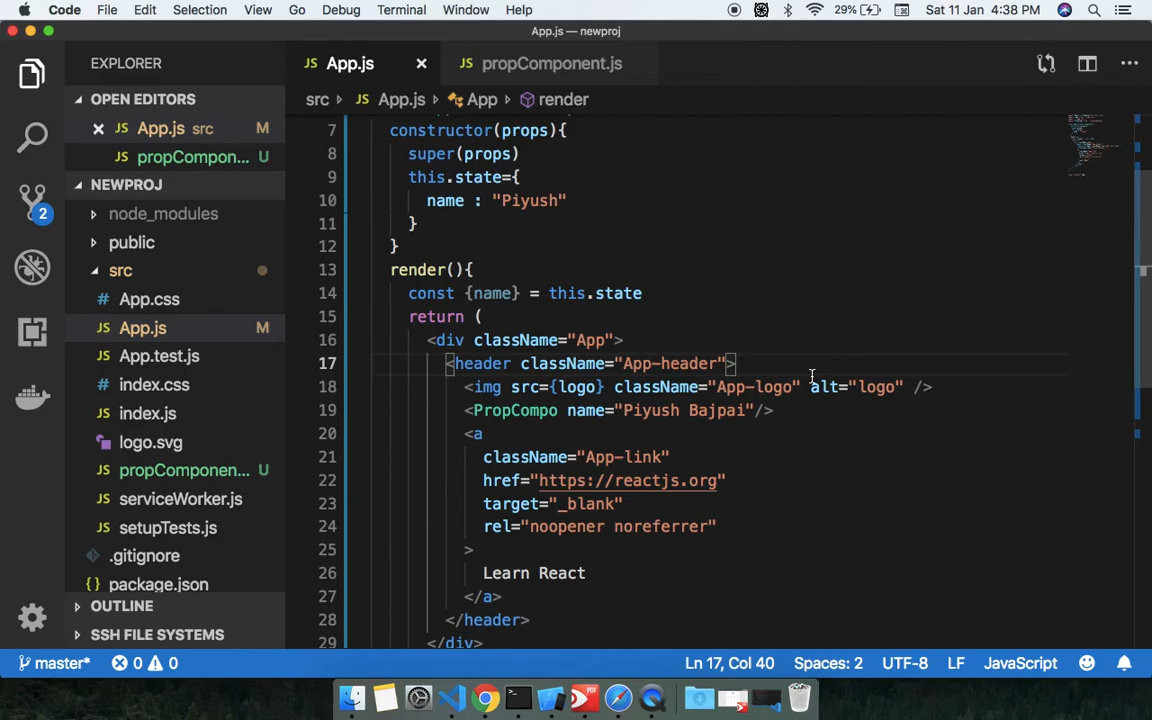 Code File Edit Selection View Go Debug Terminal Window Help 29% Sat 11 Jan 4:38 PM
App.js — newproj
EXPLORER
OPEN EDITORS
App.js src M
propCompon... U
NEWPROJ
node_modules
public
src
App.css
App.js M
App.test.js
index.css
index.js
logo.svg
propComponen... U
serviceWorker.js
setupTests.js
.gitignore
package.json
OUTLINE
SSH FILE SYSTEMS
2
JS App.js
JS propComponent.js
src JS App.js App render
7 constructor(props){
8 super(props)
9 this.state={
10 name : "Piyush"
11 }
12 }
13 render(){
14 const {name} = this.state
15 return (
16 <div className="App">
17 <header className="App-header">
18 <img src={logo} className="App-logo" alt="logo" />
19 <PropCompo name="Piyush Bajpai"/>
20 <a
21 className="App-link"
22 href="https://reactjs.org"
23 target="_blank"
24 rel="noopener noreferrer"
25 >
26 Learn React
27 </a>
28 </header>
29 </div>
master* 0 0 Ln 17, Col 40 Spaces: 2 UTF-8 LF JavaScript